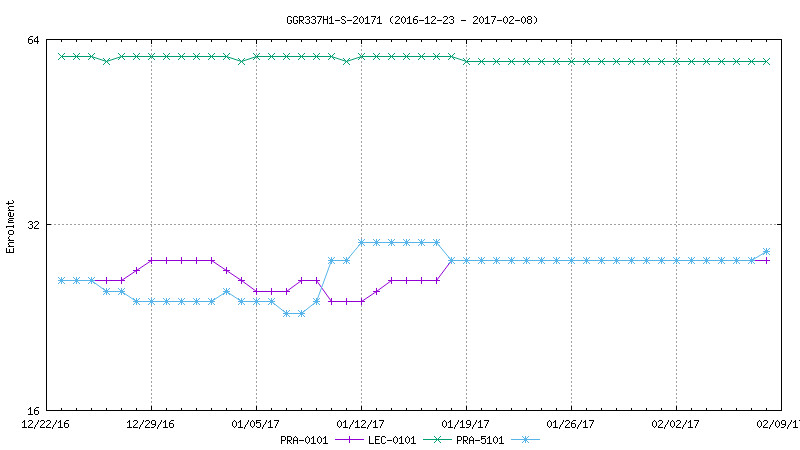 GGR337H1-S-20171 (2016-12-23 - 2017-02-08)
64
Enrolment
32
16
12/22/16 12/29/16 01/05/17 01/12/17 01/19/17 01/26/17 02/02/17 02/09/1
PRA-0101 LEC-0101 PRA-5101